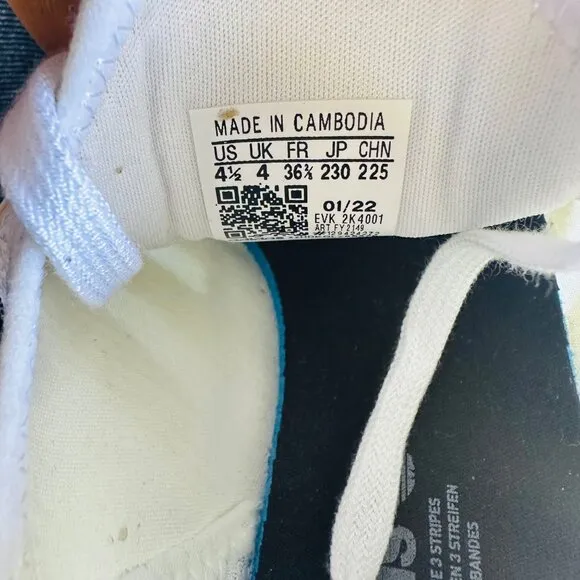 MADE IN CAMBODIA
US UK FR JP CHN
4½ 4 36⅔ 230 225
01/22
EVK 2K4001
ART FY2149
3 STRIPES
3 STREIFEN
BANDES